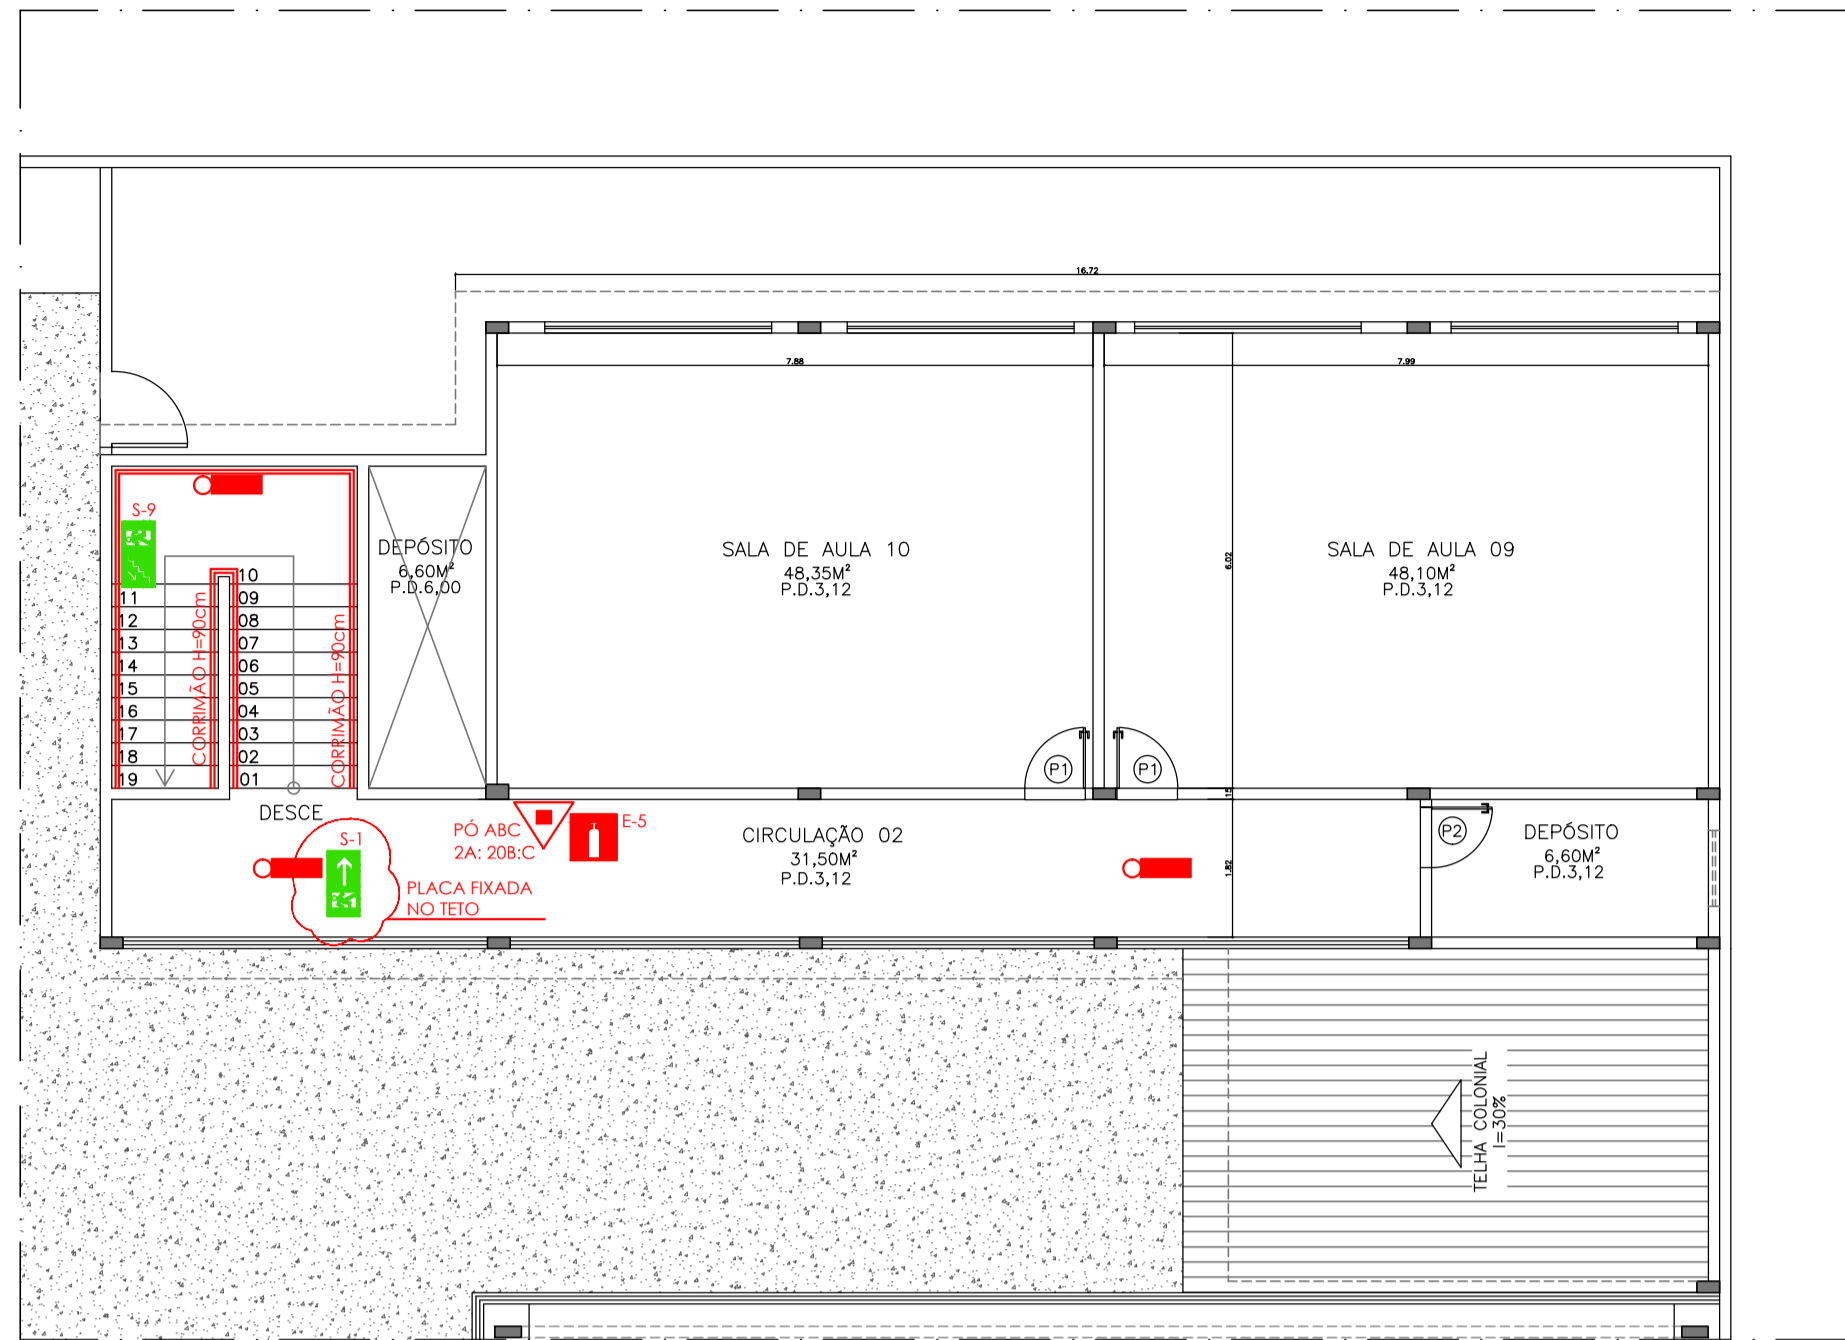 16.72
7.88
7.99
S-9
DEPÓSITO
6,60M²
P.D.6,00
SALA DE AULA 10
48,35M²
P.D.3,12
6.02
SALA DE AULA 09
48,10M²
P.D.3,12
10
11
09
12
08
13
07
14
06
15
05
16
04
17
03
18
02
19
01
CORRIMÃO H=90cm
CORRIMÃO H=90cm
P1
P1
DESCE
S-1
PÓ ABC
2A: 20B:C
E-5
PLACA FIXADA
NO TETO
CIRCULAÇÃO 02
31,50M²
P.D.3,12
.15
1.82
P2
DEPÓSITO
6,60M²
P.D.3,12
TELHA COLONIAL
I=30%